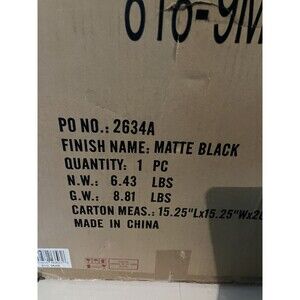 PO NO.: 2634A
FINISH NAME: MATTE BLACK
QUANTITY: 1 PC
N.W.: 6.43 LBS
G.W.: 8.81 LBS
CARTON MEAS.: 15.25"Lx15.25"Wx
MADE IN CHINA